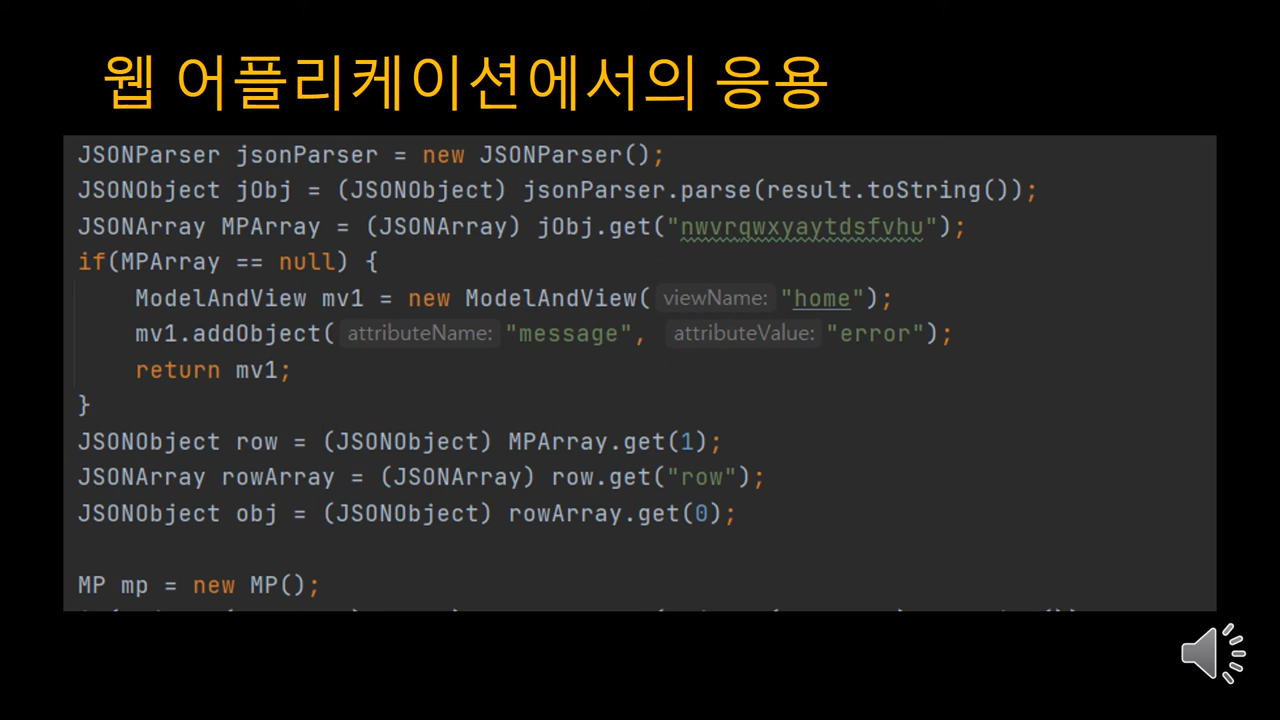 웹 어플리케이션에서의 응용
JSONParser jsonParser = new JSONParser();
JSONObject jObj = (JSONObject) jsonParser.parse(result.toString());
JSONArray MPArray = (JSONArray) jObj.get("nwvrqwxyaytdsfvhu");
if(MPArray == null) {
ModelAndView mv1 = new ModelAndView( viewName: "home");
mv1.addObject( attributeName: "message", attributeValue: "error");
return mv1;
}
JSONObject row = (JSONObject) MPArray.get(1);
JSONArray rowArray = (JSONArray) row.get("row");
JSONObject obj = (JSONObject) rowArray.get(0);
MP mp = new MP();